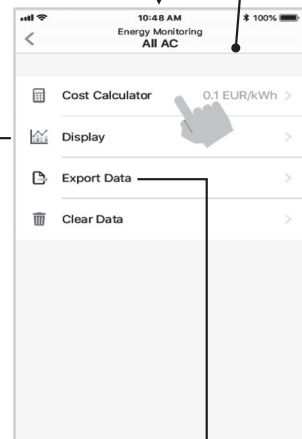 10:48 AM
100%
Energy Monitoring
All AC
Cost Calculator 0.1 EUR/kWh
Display
Export Data
Clear Data